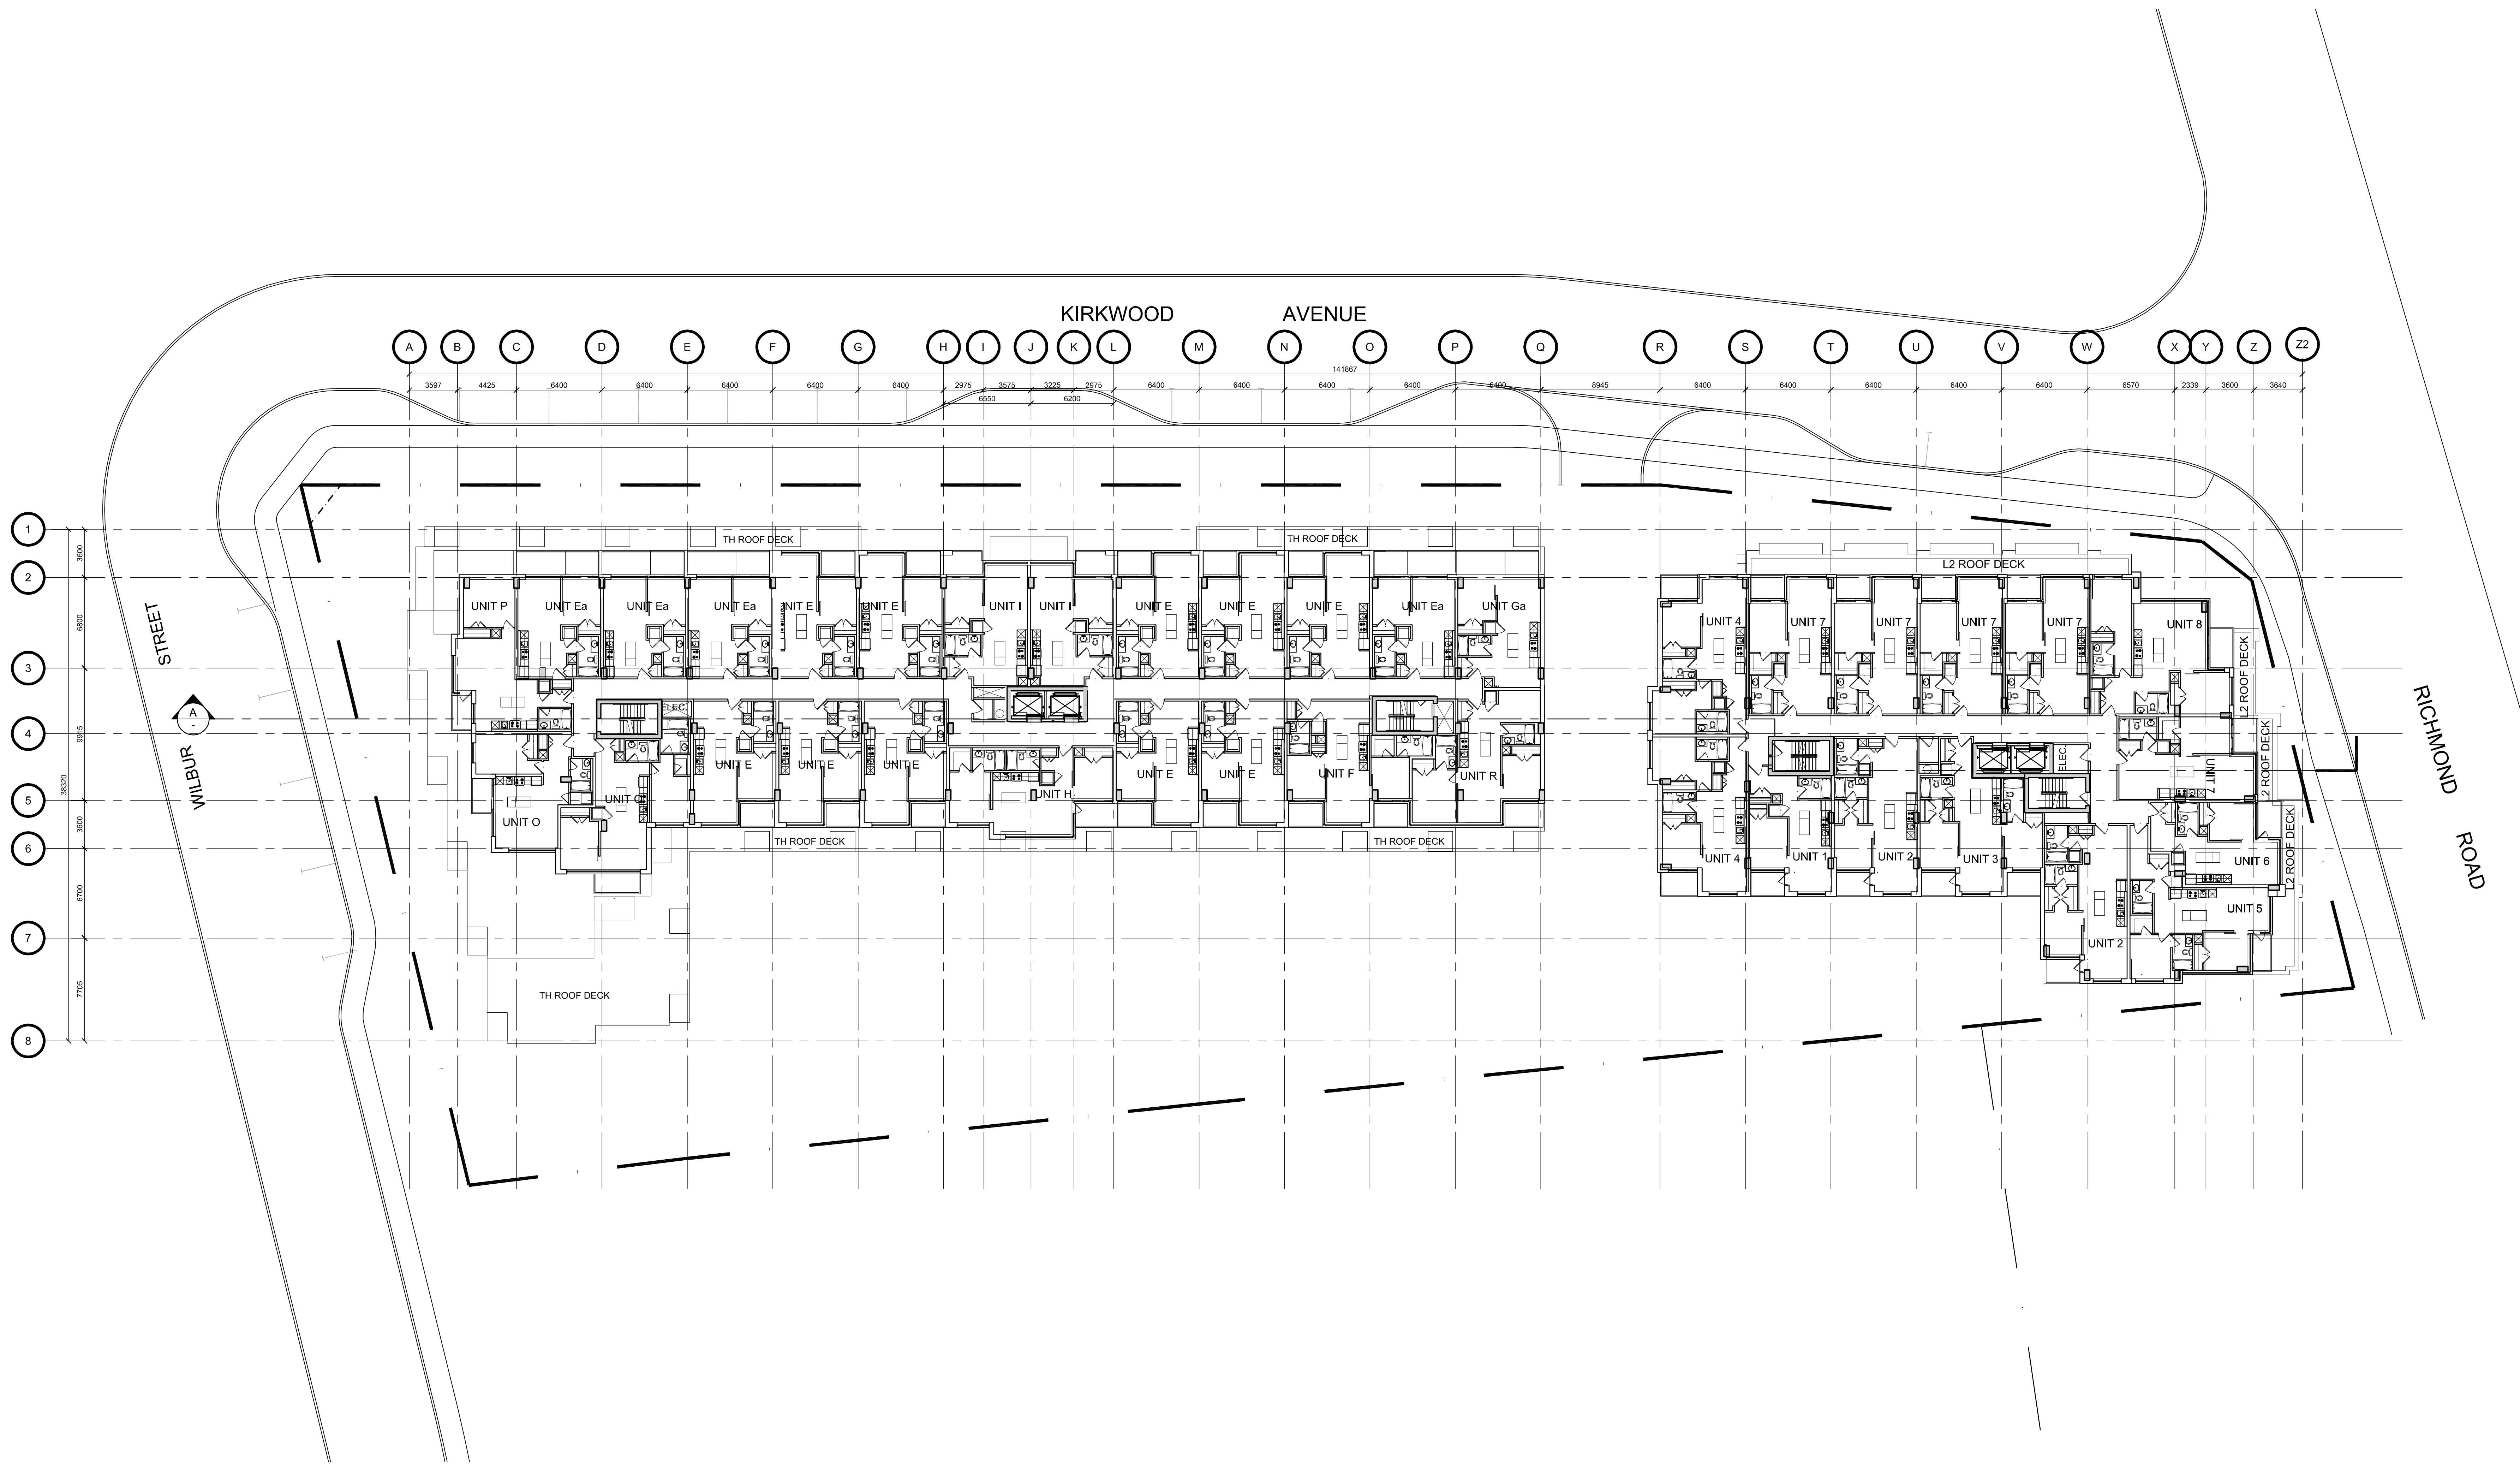 KIRKWOOD AVENUE
A B C D E F G H I J K L M N O P Q R S T U V W X Y Z Z2
141867
3597 4425 6400 6400 6400 6400 6400 2975 3575 3225 2975 6400 6400 6400 6400 6400 8945 6400 6400 6400 6400 6400 6570 2339 3600 3640
6550 6200
1
2
3
4
5
6
7
8
3600
6800
9915
3600
6700
7705
38320
WILBUR STREET
A
-
RICHMOND ROAD
TH ROOF DECK
TH ROOF DECK
L2 ROOF DECK
UNIT P
UNIT Ea
UNIT Ea
UNIT Ea
NIT E
UNIT E
UNIT I
UNIT I
UNIT E
UNIT E
UNIT E
UNIT Ea
UNIT Ga
UNIT 4
UNIT 7
UNIT 7
UNIT 7
UNIT 7
UNIT 8
L2 ROOF DECK
ELEC.
UNIT E
UNIT E
UNIT E
UNIT H
UNIT E
UNIT E
UNIT F
UNIT R
ELEC.
UNIT Z
L2 ROOF DECK
UNIT O
TH ROOF DECK
TH ROOF DECK
UNIT 4
UNIT 1
UNIT 2
UNIT 3
UNIT 6
L2 ROOF DECK
UNIT 5
UNIT 2
TH ROOF DECK